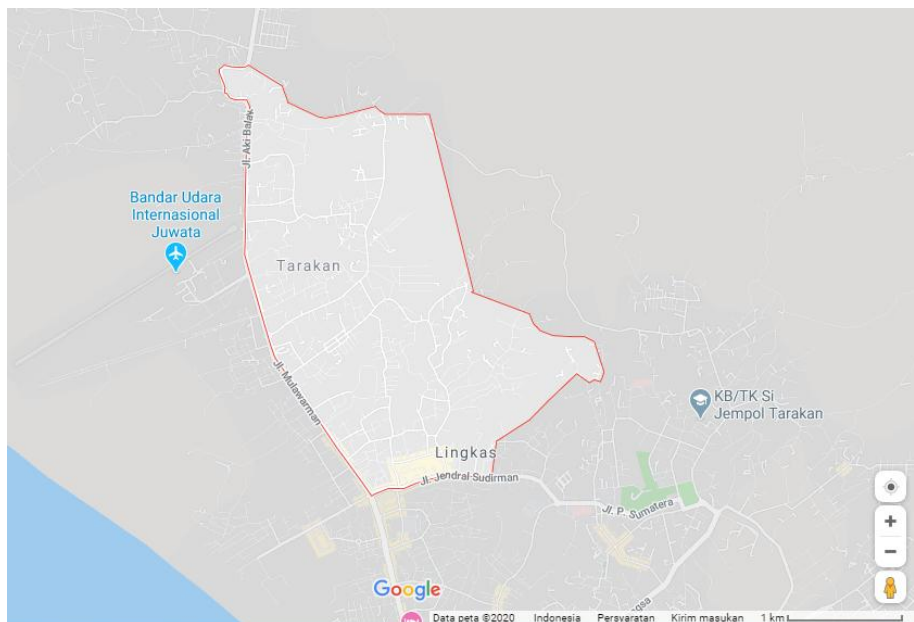 Jl. Aki Balak
Bandar Udara
Internasional
Juwata
Tarakan
Jl. Mulawarman
KB/TK Si
Jempol Tarakan
Lingkas
Jl. Jendral Sudirman
Jl. P. Sumatera
Google
Data peta ©2020 Indonesia Persyaratan Kirim masukan 1 km